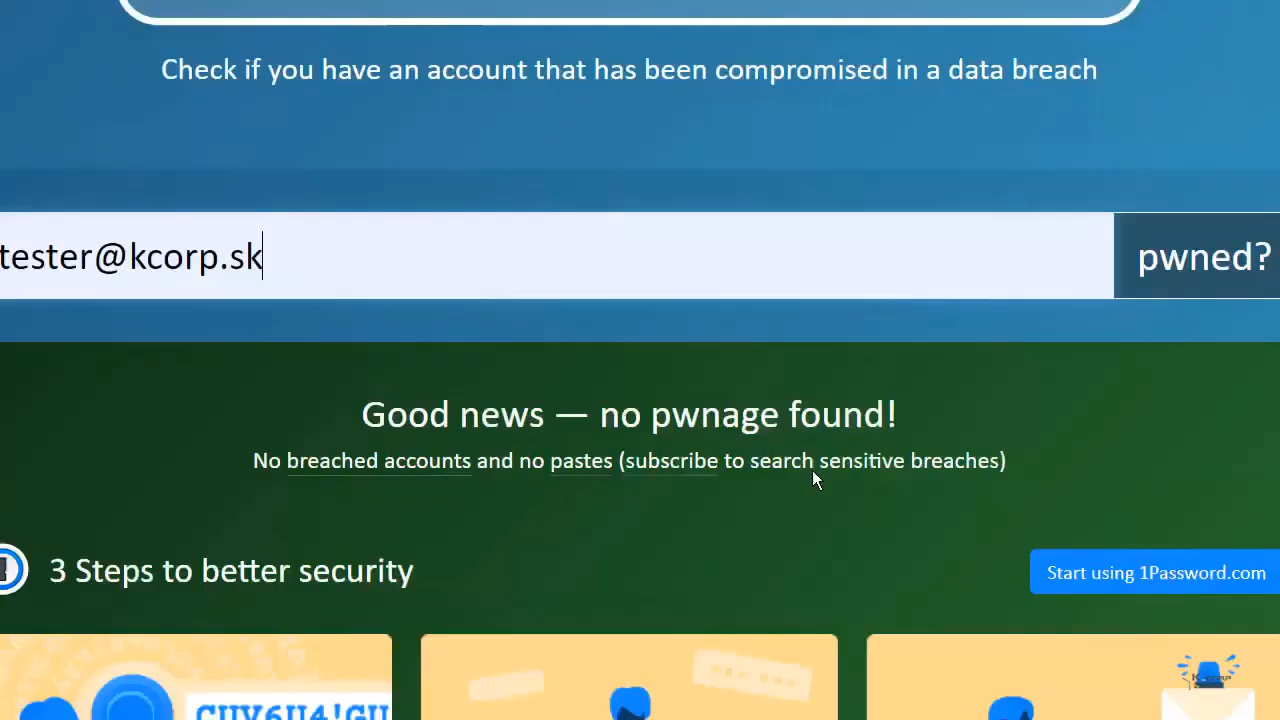 Check if you have an account that has been compromised in a data breach
tester@kcorp.sk
pwned?
Good news — no pwnage found!
No breached accounts and no pastes (subscribe to search sensitive breaches)
3 Steps to better security
Start using 1Password.com